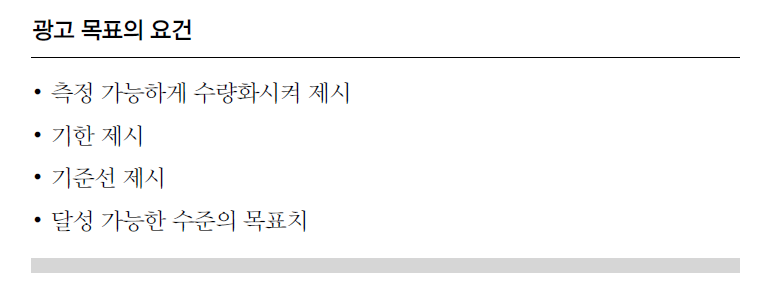 광고 목표의 요건
• 측정 가능하게 수량화시켜 제시
• 기한 제시
• 기준선 제시
• 달성 가능한 수준의 목표치